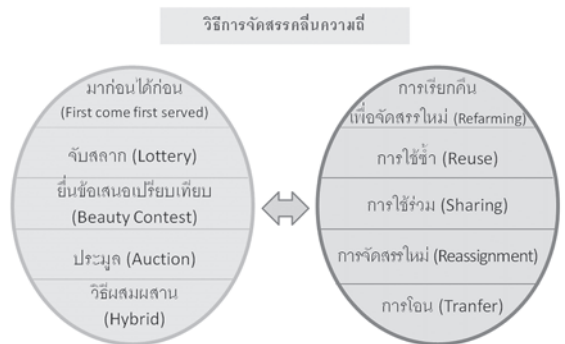 วิธีการจัดสรรคลื่นความถี่
มาก่อนได้ก่อน
(First come first served)
จับสลาก (Lottery)
ยื่นข้อเสนอเปรียบเทียบ
(Beauty Contest)
ประมูล (Auction)
วิธีผสมผสาน
(Hybrid)
การเรียกคืน
เพื่อจัดสรรใหม่ (Refarming)
การใช้ซ้ำ (Reuse)
การใช้ร่วม (Sharing)
การจัดสรรใหม่ (Reassignment)
การโอน (Tranfer)